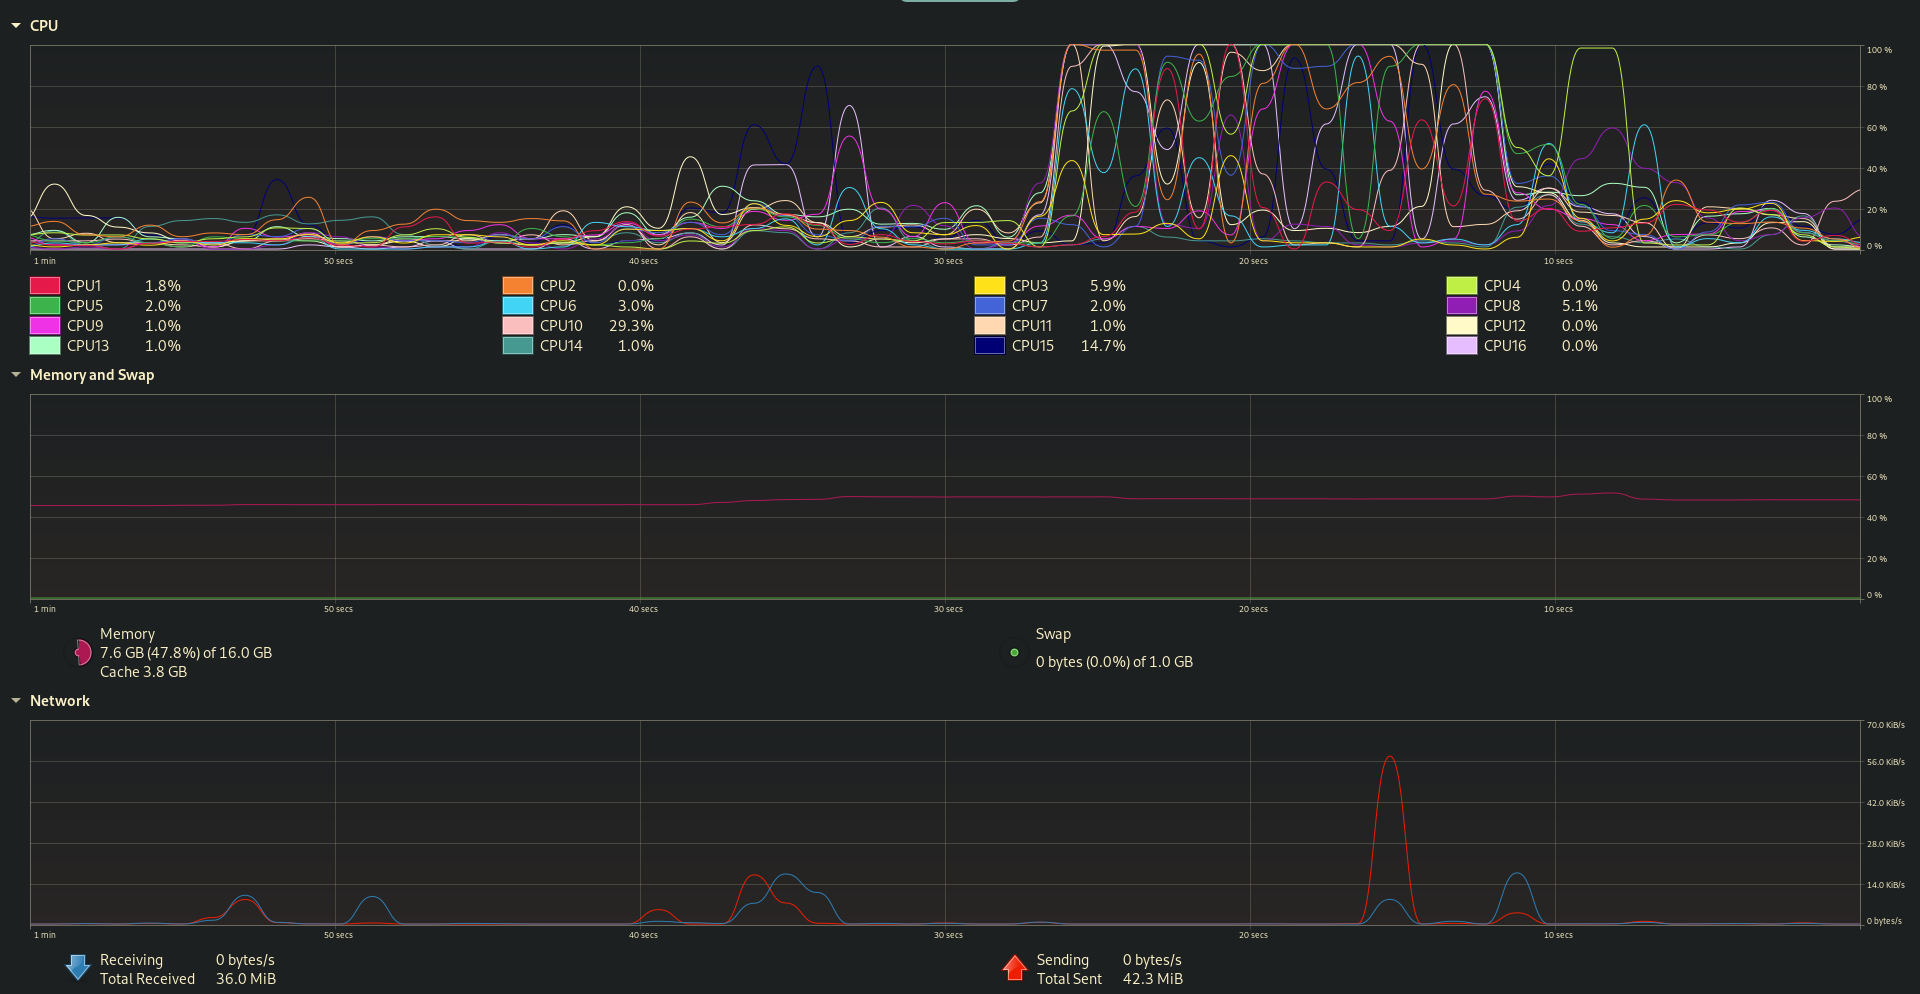 CPU
100 %
80 %
60 %
40 %
20 %
0 %
1 min 50 secs 40 secs 30 secs 20 secs 10 secs
CPU1 1.8% CPU2 0.0% CPU3 5.9% CPU4 0.0%
CPU5 2.0% CPU6 3.0% CPU7 2.0% CPU8 5.1%
CPU9 1.0% CPU10 29.3% CPU11 1.0% CPU12 0.0%
CPU13 1.0% CPU14 1.0% CPU15 14.7% CPU16 0.0%
Memory and Swap
100 %
80 %
60 %
40 %
20 %
0 %
1 min 50 secs 40 secs 30 secs 20 secs 10 secs
Memory
7.6 GB (47.8%) of 16.0 GB
Cache 3.8 GB
Swap
0 bytes (0.0%) of 1.0 GB
Network
70.0 KiB/s
56.0 KiB/s
42.0 KiB/s
28.0 KiB/s
14.0 KiB/s
0 bytes/s
1 min 50 secs 40 secs 30 secs 20 secs 10 secs
Receiving 0 bytes/s
Total Received 36.0 MiB
Sending 0 bytes/s
Total Sent 42.3 MiB